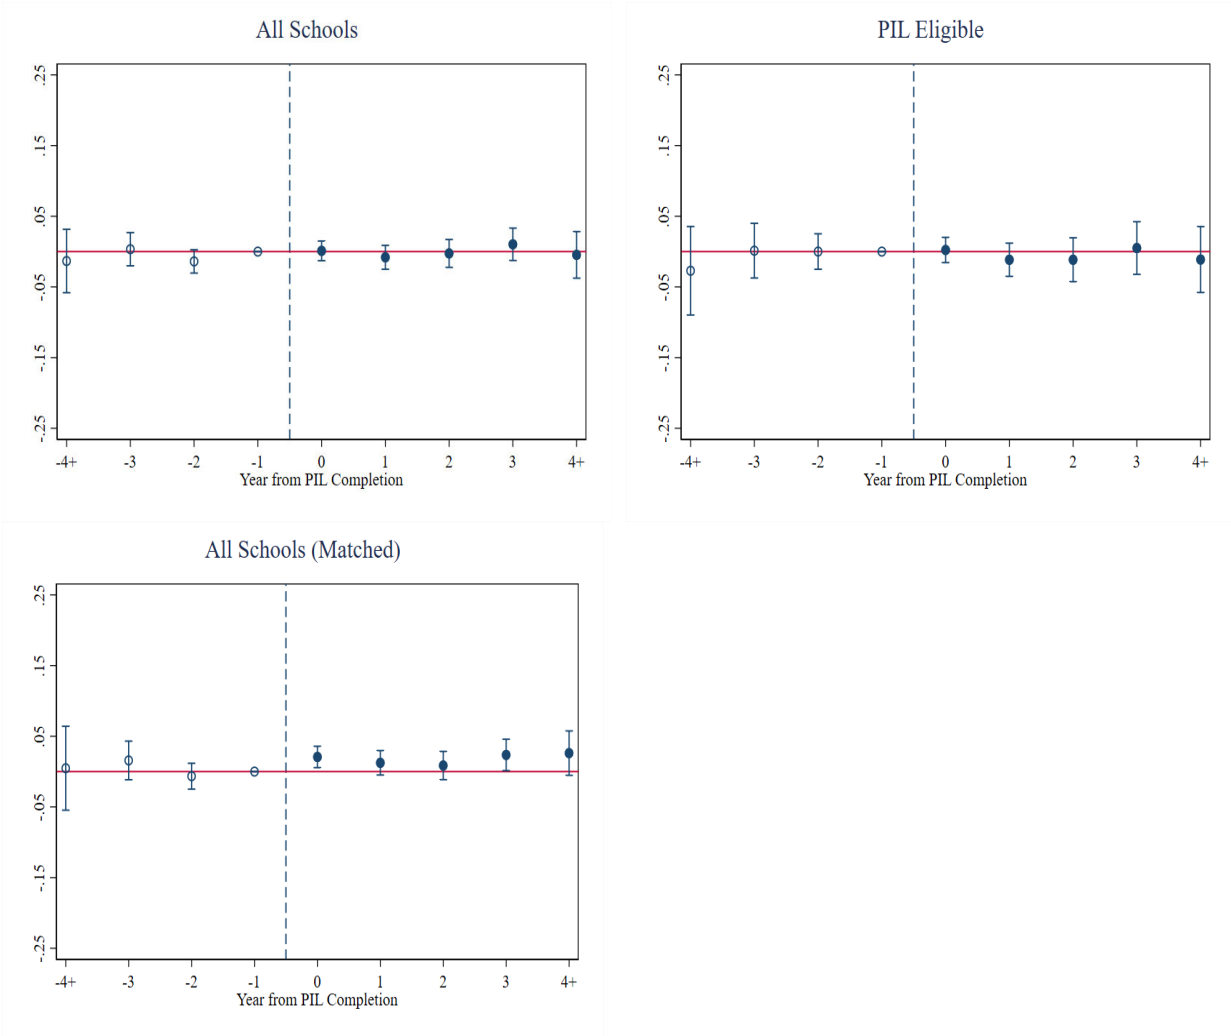 All Schools
.25
.15
.05
-.05
-.15
-.25
-4+ -3 -2 -1 0 1 2 3 4+
Year from PIL Completion
PIL Eligible
.25
.15
.05
-.05
-.15
-.25
-4+ -3 -2 -1 0 1 2 3 4+
Year from PIL Completion
All Schools (Matched)
.25
.15
.05
-.05
-.15
-.25
-4+ -3 -2 -1 0 1 2 3 4+
Year from PIL Completion